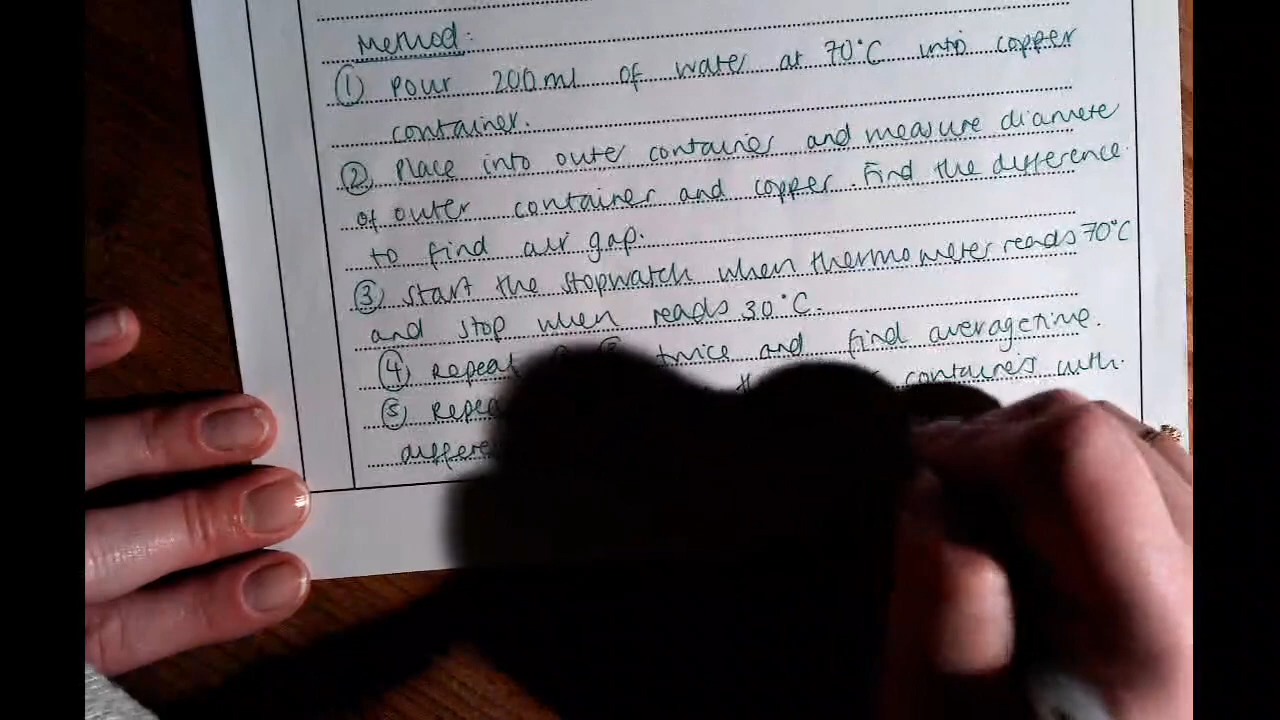 Method:
① Pour 200ml of water at 70°C into copper
container.
② Place into outer container and measure diamete
of outer container and copper. Find the difference
to find air gap.
③ Start the stopwatch when thermometer reads 70°C
and stop when reads 30°C.
④ Repeat twice and find average time.
⑤ containers with